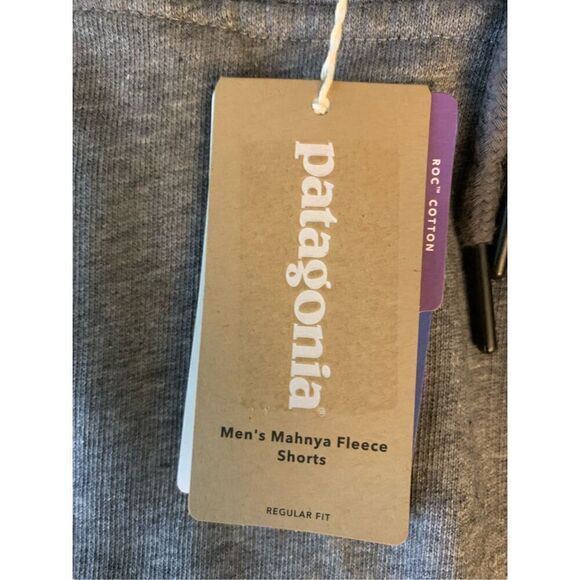 patagonia®
ROC™ COTTON
Men's Mahnya Fleece
Shorts
REGULAR FIT